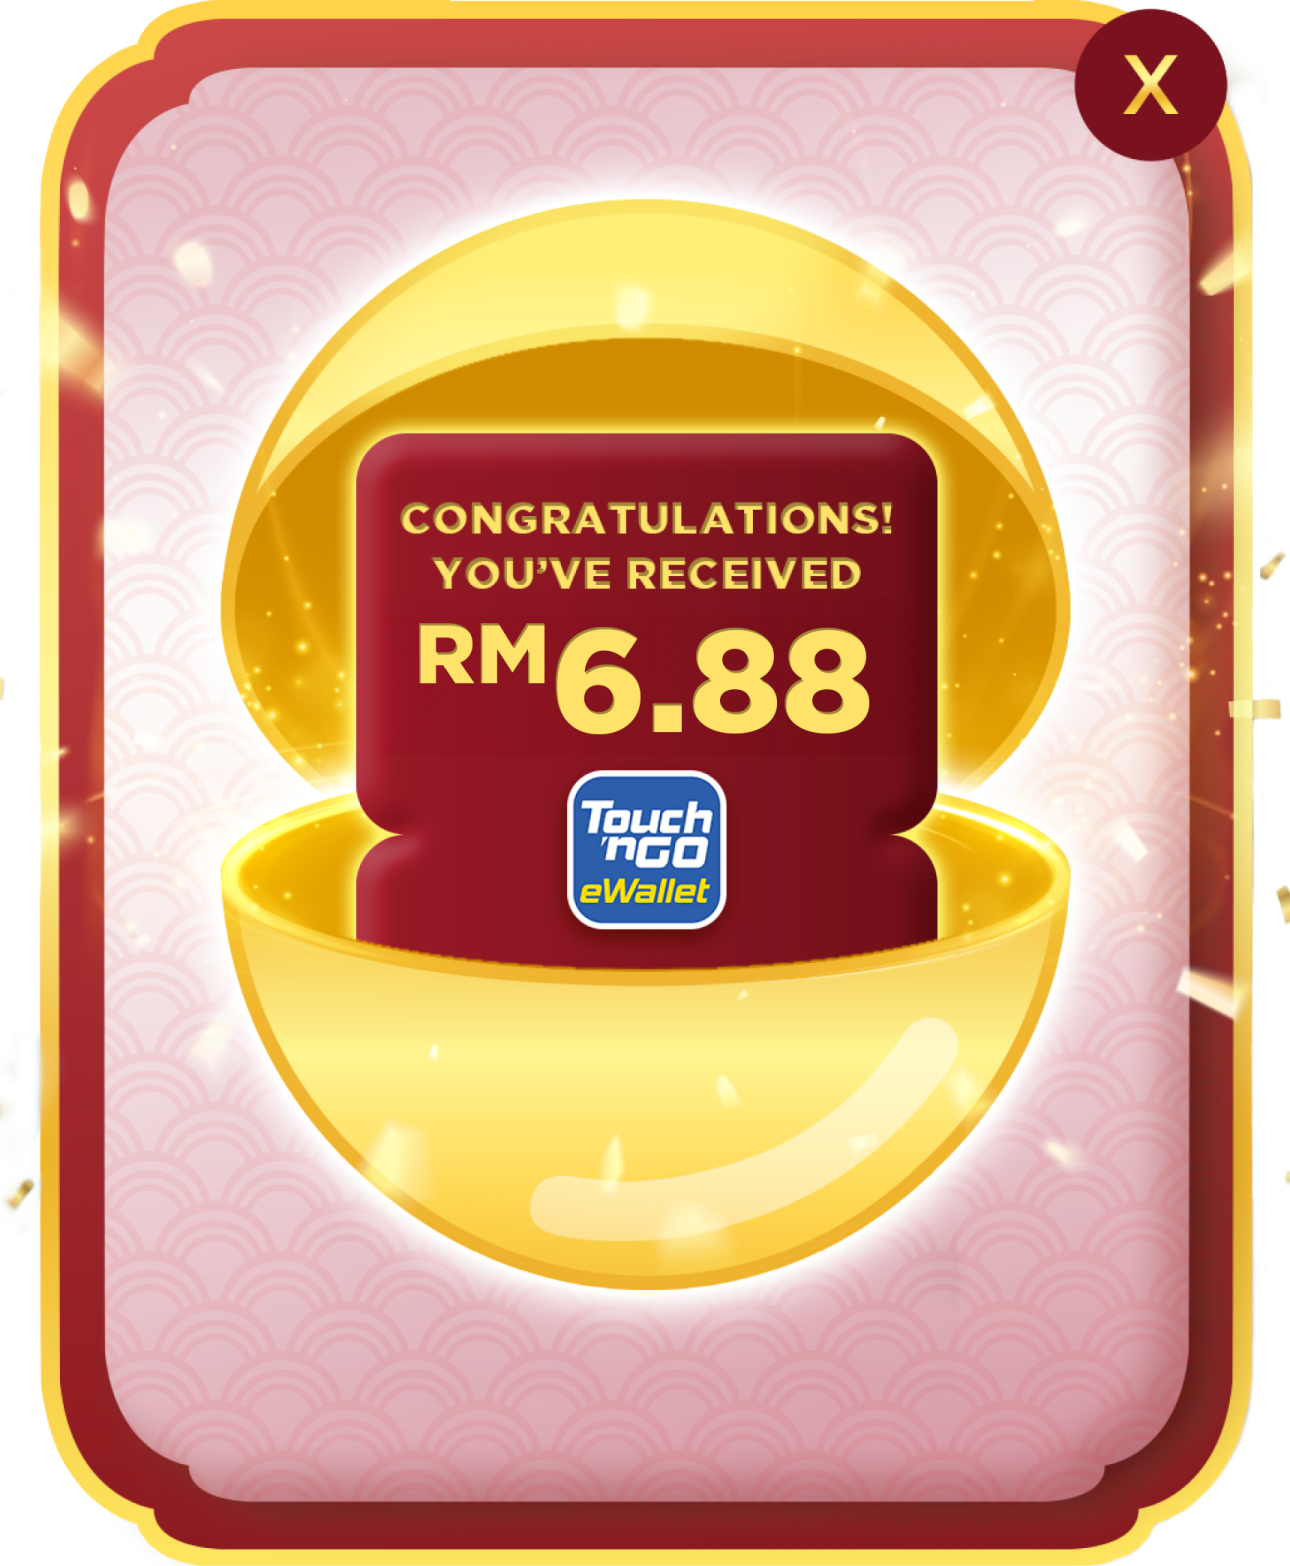 X
CONGRATULATIONS!
YOU’VE RECEIVED
RM6.88
Touch
'nGO
eWallet